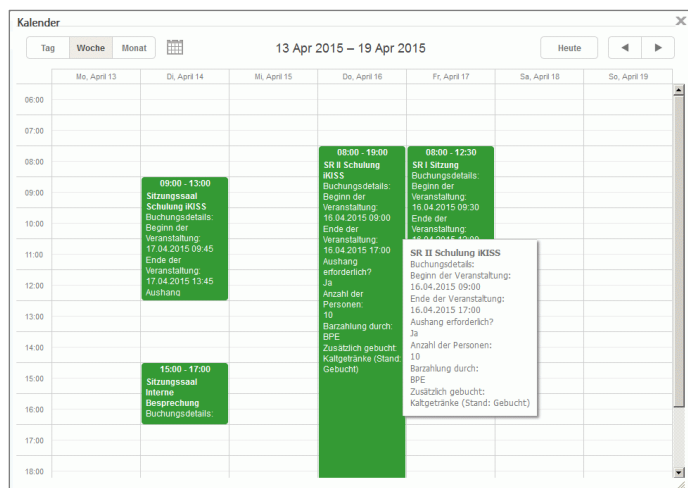 Kalender
Tag Woche Monat
13 Apr 2015 – 19 Apr 2015
Heute
Mo, April 13
Di, April 14
Mi, April 15
Do, April 16
Fr, April 17
Sa, April 18
So, April 19
06:00
07:00
08:00
09:00
10:00
11:00
12:00
13:00
14:00
15:00
16:00
17:00
18:00
09:00 - 13:00
Sitzungssaal
Schulung iKISS
Buchungsdetails:
Beginn der
Veranstaltung:
17.04.2015 09:45
Ende der
Veranstaltung:
17.04.2015 13:45
Aushang
15:00 - 17:00
Sitzungssaal
Interne
Besprechung
Buchungsdetails:
08:00 - 19:00
SR II Schulung
iKISS
Buchungsdetails:
Beginn der
Veranstaltung:
16.04.2015 09:00
Ende der
Veranstaltung:
16.04.2015 17:00
Aushang
erforderlich?
Ja
Anzahl der
Personen:
10
Barzahlung durch:
BPE
Zusätzlich gebucht:
Kaltgetränke (Stand:
Gebucht)
08:00 - 12:30
SR I Sitzung
Buchungsdetails:
Beginn der
Veranstaltung:
16.04.2015 09:30
Ende der
Veranstaltung:
SR II Schulung iKISS
Buchungsdetails:
Beginn der Veranstaltung:
16.04.2015 09:00
Ende der Veranstaltung:
16.04.2015 17:00
Aushang erforderlich?
Ja
Anzahl der Personen:
10
Barzahlung durch:
BPE
Zusätzlich gebucht:
Kaltgetränke (Stand: Gebucht)